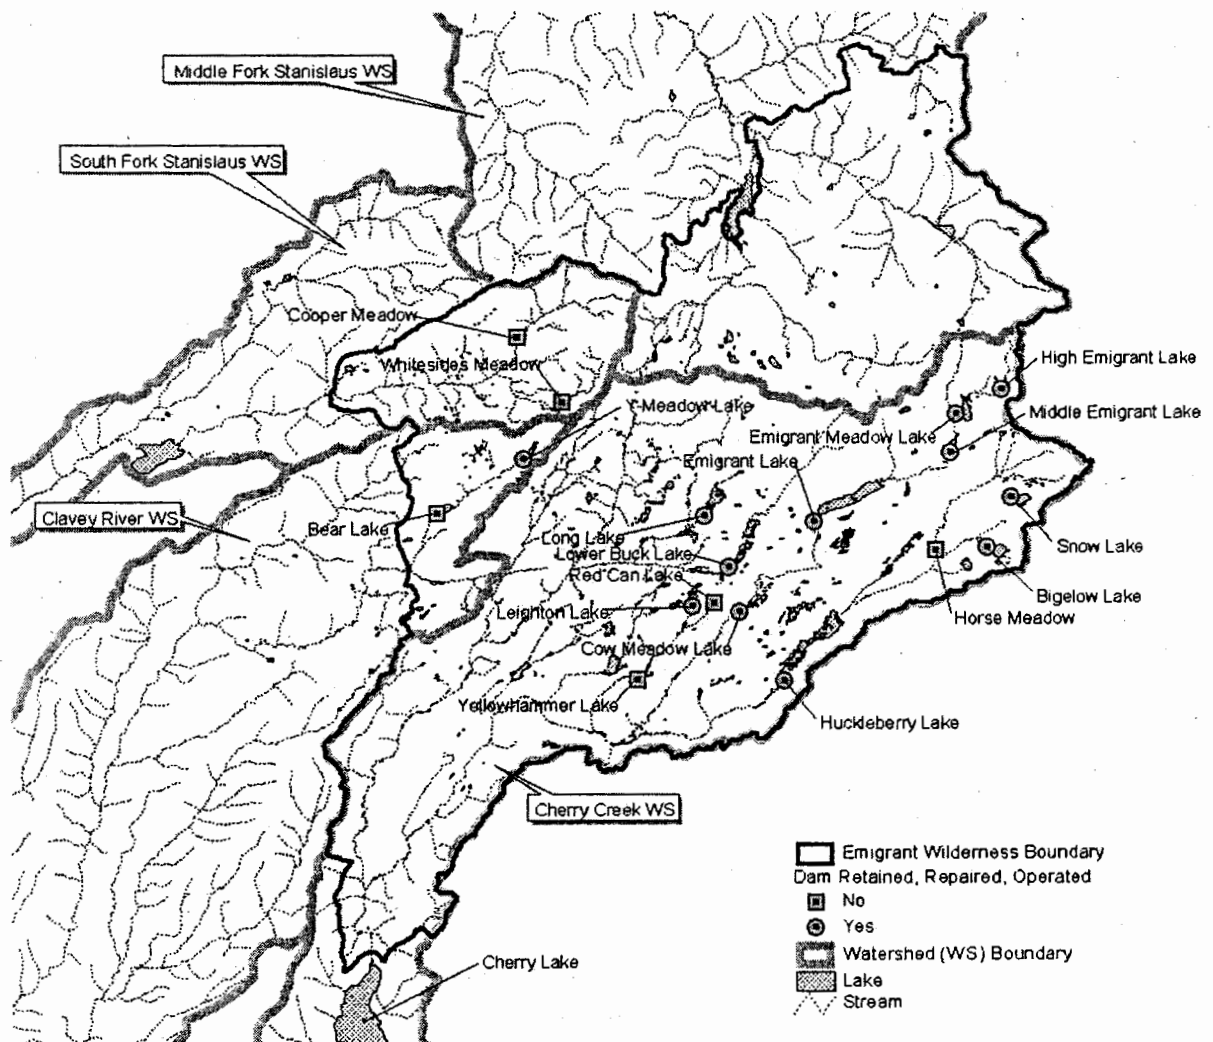 Middle Fork Stanislaus WS
South Fork Stanislaus WS
Cooper Meadow
Whitesides Meadow
High Emigrant Lake
Y-Meadow Lake
Middle Emigrant Lake
Emigrant Meadow Lake
Emigrant Lake
Clavey River WS
Bear Lake
Long Lake
Lower Buck Lake
Snow Lake
Red Can Lake
Bigelow Lake
Leighton Lake
Horse Meadow
Cow Meadow Lake
Yellowhammer Lake
Huckleberry Lake
Cherry Creek WS
Emigrant Wilderness Boundary
Dam Retained, Repaired, Operated
No
Yes
Watershed (WS) Boundary
Lake
Stream
Cherry Lake